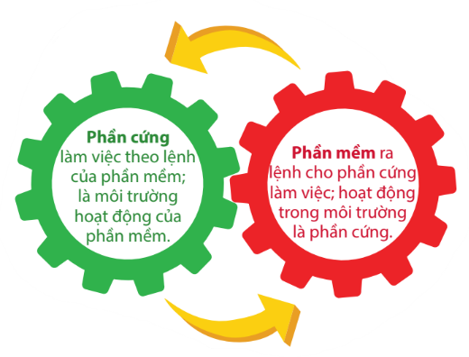 Phần cứng
làm việc theo lệnh
của phần mềm;
là môi trường
hoạt động của
phần mềm.
Phần mềm ra
lệnh cho phần cứng
làm việc; hoạt động
trong môi trường
là phần cứng.